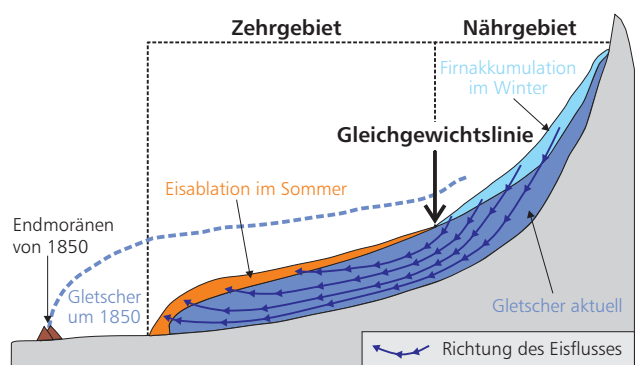 Zehrgebiet
Nährgebiet
Firnakkumulation
im Winter
Gleichgewichtslinie
Eisablation im Sommer
Endmoränen
von 1850
Gletscher
um 1850
Gletscher aktuell
Richtung des Eisflusses